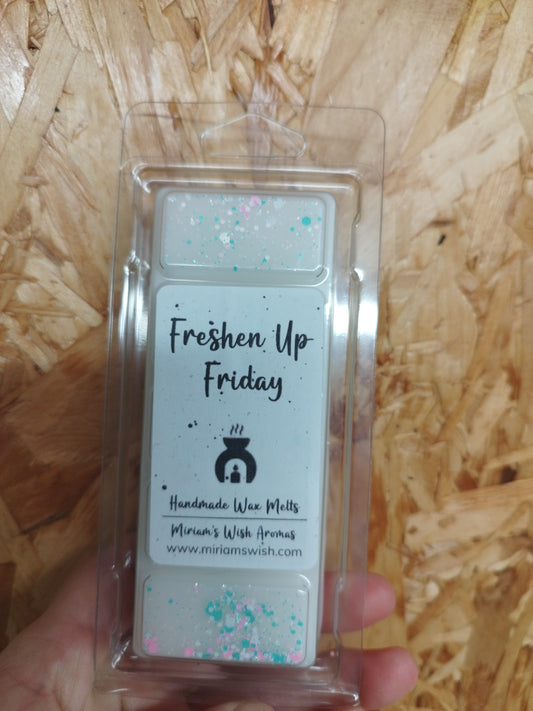 Freshen Up
Friday
Handmade Wax Melts
Miriam's Wish Aromas
www.miriamswish.com